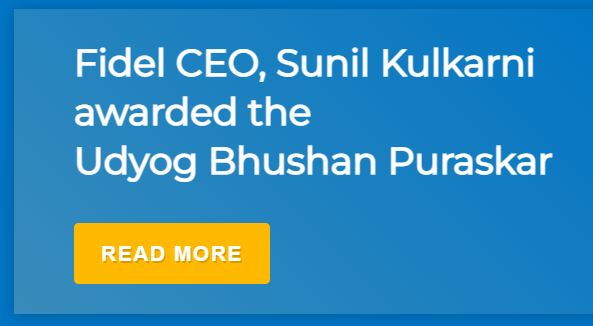 Fidel CEO, Sunil Kulkarni
awarded the
Udyog Bhushan Puraskar
READ MORE